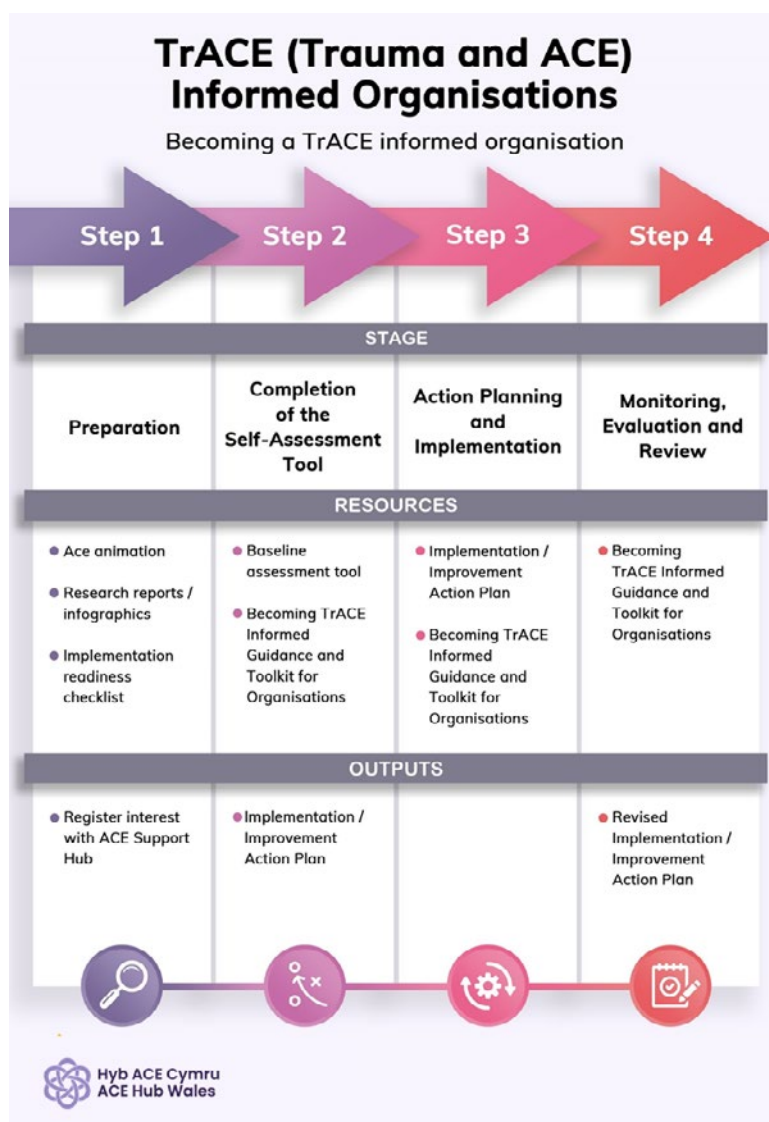 TrACE (Trauma and ACE)
Informed Organisations
Becoming a TrACE informed organisation
Step 1
Step 2
Step 3
Step 4
STAGE
Preparation
Completion
of the
Self-Assessment
Tool
Action Planning
and
Implementation
Monitoring,
Evaluation and
Review
RESOURCES
Ace animation
Research reports /
infographics
Implementation
readiness
checklist
Baseline
assessment tool
Becoming TrACE
Informed
Guidance and
Toolkit for
Organisations
Implementation /
Improvement
Action Plan
Becoming TrACE
Informed
Guidance and
Toolkit for
Organisations
Becoming
TrACE Informed
Guidance and
Toolkit for
Organisations
OUTPUTS
Register interest
with ACE Support
Hub
Implementation /
Improvement
Action Plan
Revised
Implementation /
Improvement
Action Plan
Hyb ACE Cymru
ACE Hub Wales